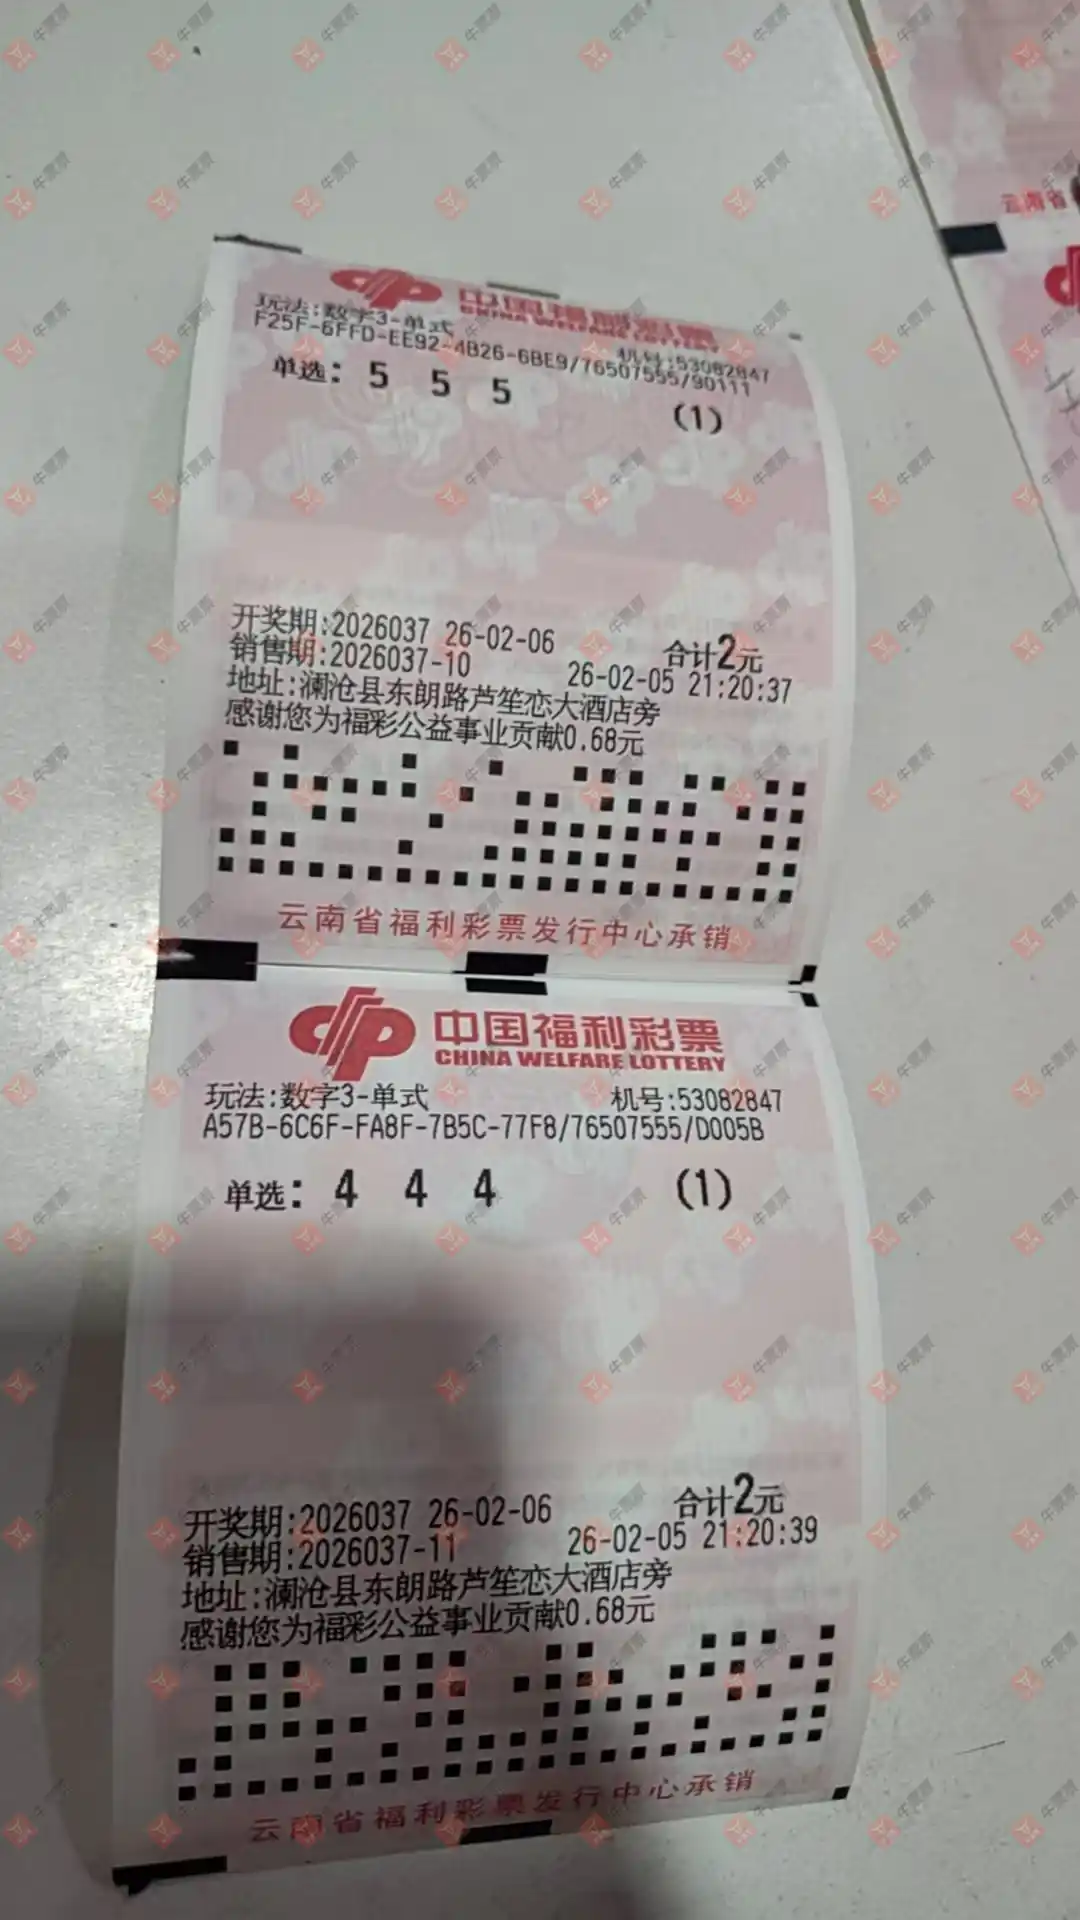 云南省
中国福利彩票
CHINA WELFARE LOTTERY
玩法:数字3-单式 机号:53082847
F25F-6FFD-EE92-4B26-6BE9/76507555/90111
单选: 5 5 5 (1)
开奖期:2026037 26-02-06 合计2元
销售期:2026037-10 26-02-05 21:20:37
地址:澜沧县东朗路芦笙恋大酒店旁
感谢您为福彩公益事业贡献0.68元
云南省福利彩票发行中心承销
中国福利彩票
CHINA WELFARE LOTTERY
玩法:数字3-单式 机号:53082847
A57B-6C6F-FA8F-7B5C-77F8/76507555/D005B
单选: 4 4 4 (1)
开奖期:2026037 26-02-06 合计2元
销售期:2026037-11 26-02-05 21:20:39
地址:澜沧县东朗路芦笙恋大酒店旁
感谢您为福彩公益事业贡献0.68元
云南省福利彩票发行中心承销
牛票票